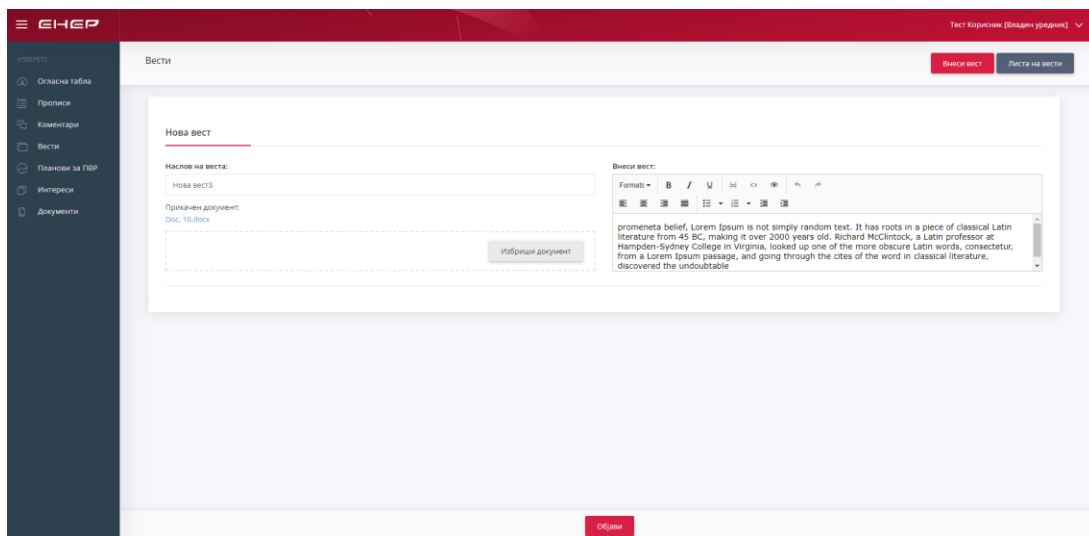 ЕНЕР
Тест Корисник [Владин уредник]
ИЗБЕРЕТЕ:
Огласна табла
Прописи
Коментари
Вести
Планови за ПВР
Интереси
Документи
Вести
Внеси вест
Листа на вести
Нова вест
Наслов на веста:
Нова вест3
Прикачен документ:
Doc. 10.docx
Избриши документ
Внеси вест:
Formats
B I U
promeneta belief, Lorem Ipsum is not simply random text. It has roots in a piece of classical Latin
literature from 45 BC, making it over 2000 years old. Richard McClintock, a Latin professor at
Hampden-Sydney College in Virginia, looked up one of the more obscure Latin words, consectetur,
from a Lorem Ipsum passage, and going through the cites of the word in classical literature,
discovered the undoubtable
Објави